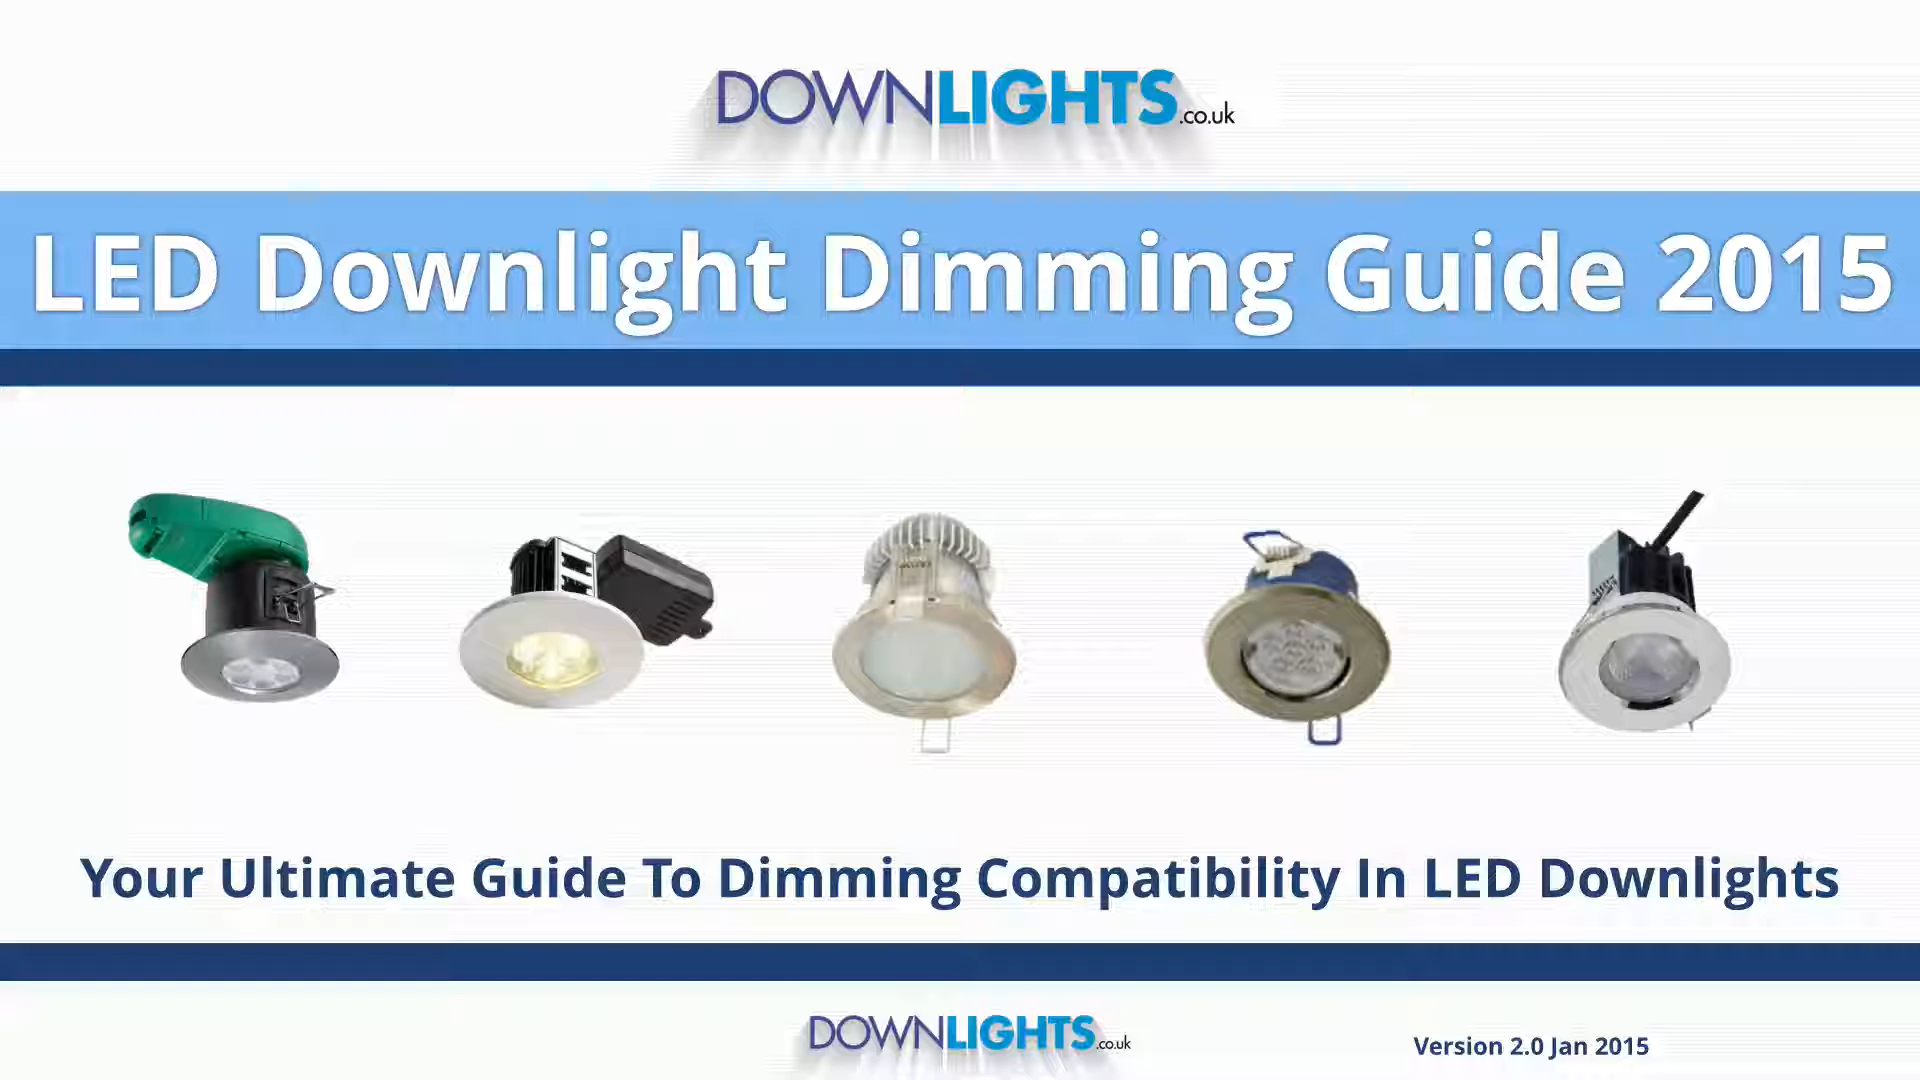 DOWNLIGHTS.co.uk
LED Downlight Dimming Guide 2015
Your Ultimate Guide To Dimming Compatibility In LED Downlights
DOWNLIGHTS.co.uk
Version 2.0 Jan 2015